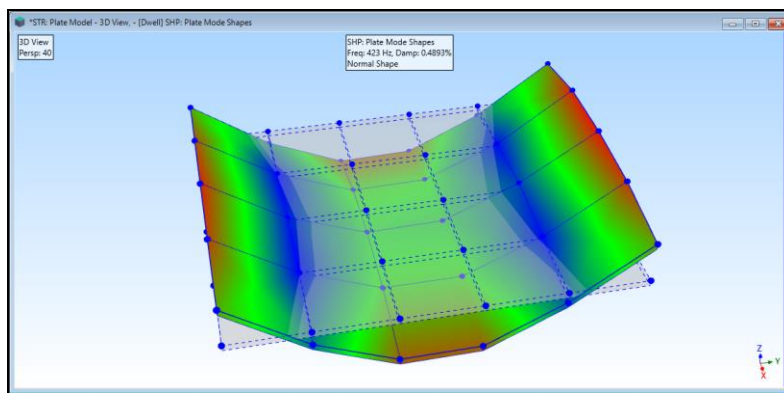 *STR: Plate Model - 3D View, - [Dwell] SHP: Plate Mode Shapes
3D View
Persp: 40
SHP: Plate Mode Shapes
Freq: 423 Hz, Damp: 0.4893%
Normal Shape
Z
Y
X